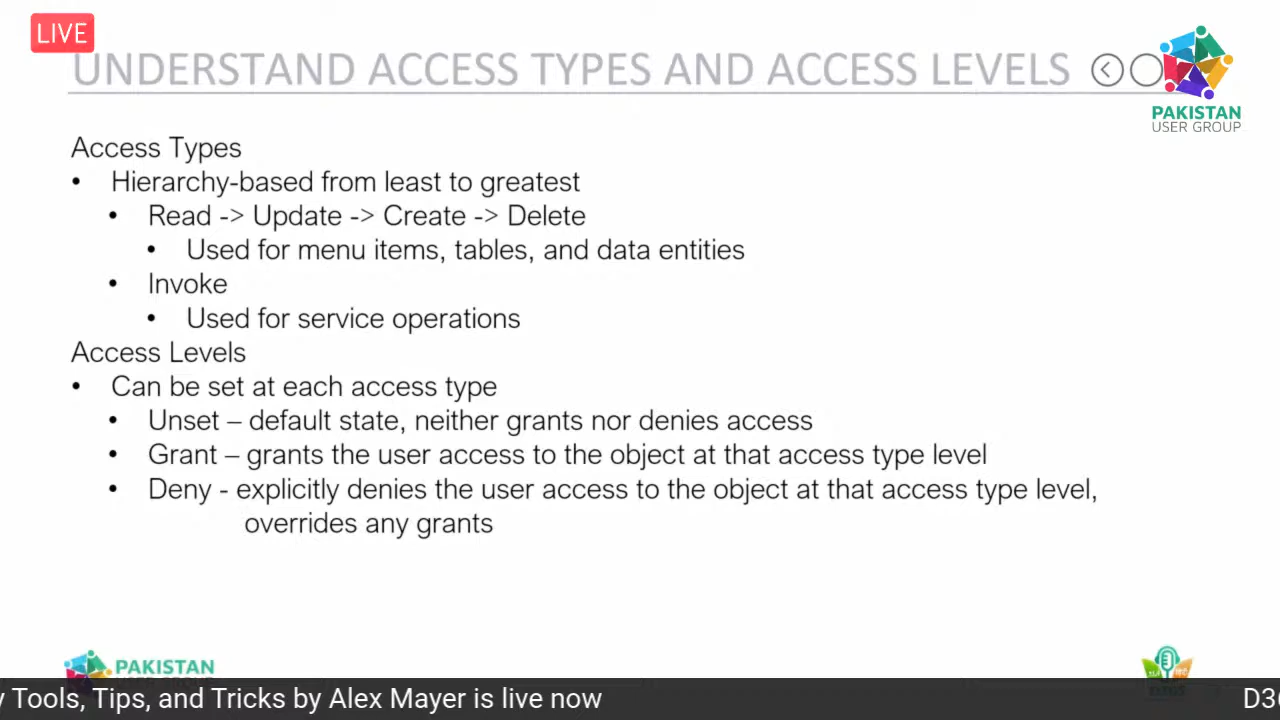 LIVE
UNDERSTAND ACCESS TYPES AND ACCESS LEVELS
PAKISTAN
USER GROUP
Access Types
• Hierarchy-based from least to greatest
• Read -> Update -> Create -> Delete
• Used for menu items, tables, and data entities
• Invoke
• Used for service operations
Access Levels
• Can be set at each access type
• Unset – default state, neither grants nor denies access
• Grant – grants the user access to the object at that access type level
• Deny - explicitly denies the user access to the object at that access type level,
overrides any grants
PAKISTAN
y Tools, Tips, and Tricks by Alex Mayer is live now